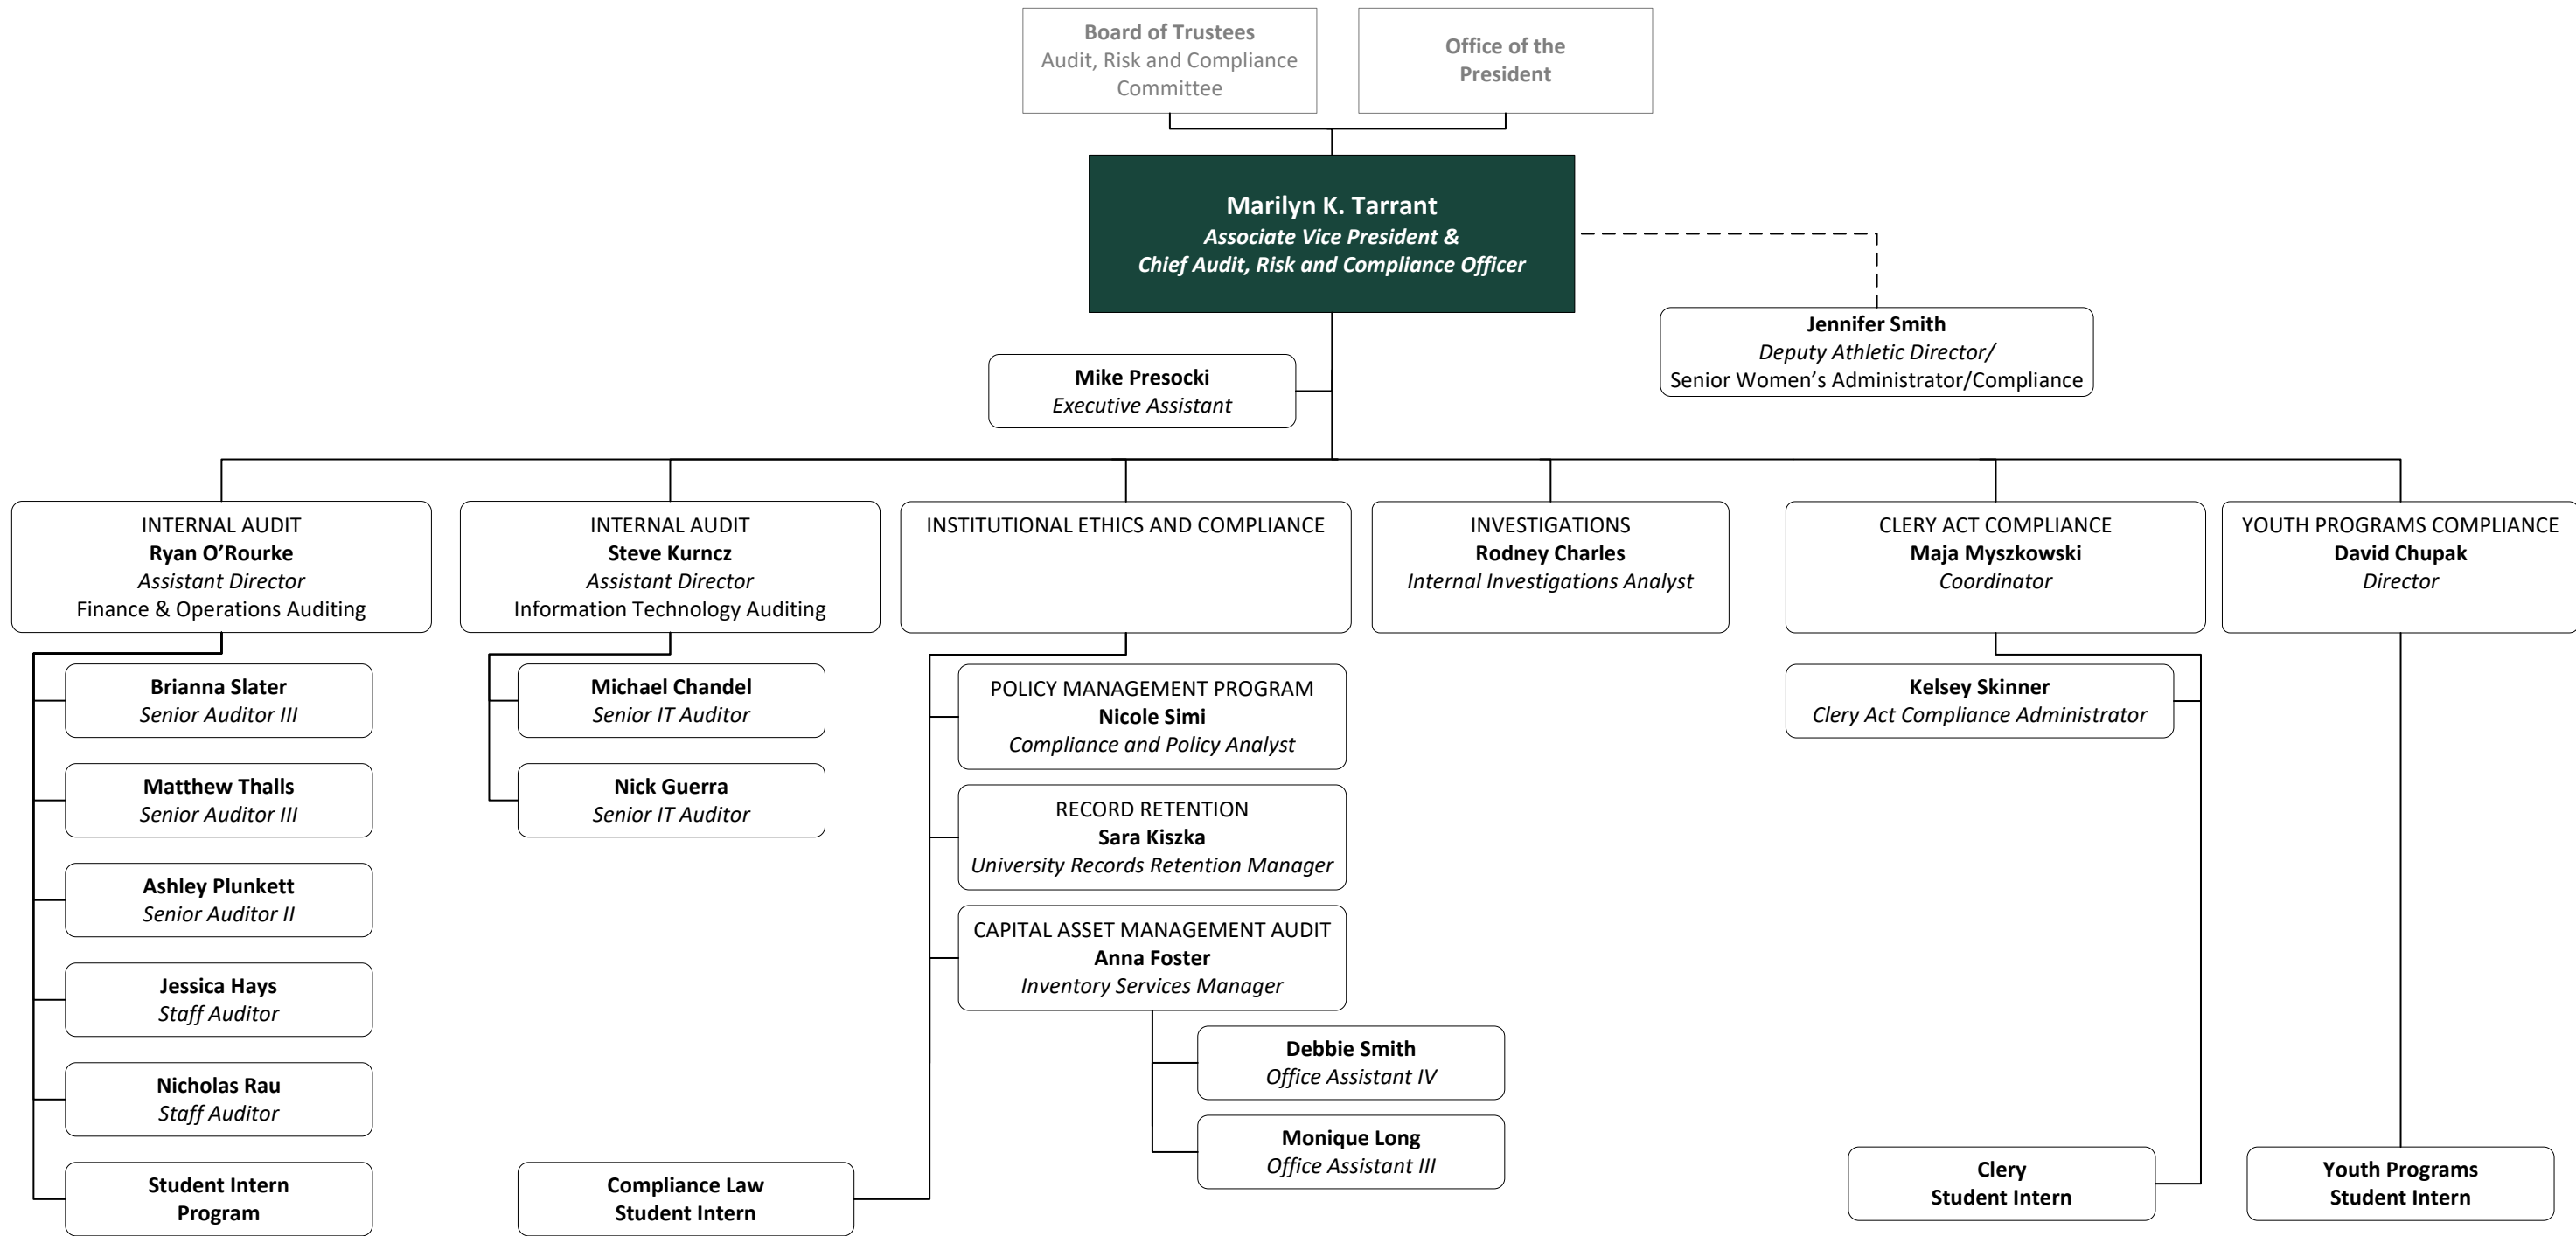 Board of Trustees
Audit, Risk and Compliance
Committee
Office of the
President
Marilyn K. Tarrant
Associate Vice President &
Chief Audit, Risk and Compliance Officer
Jennifer Smith
Deputy Athletic Director/
Senior Women’s Administrator/Compliance
Mike Presocki
Executive Assistant
INTERNAL AUDIT
Ryan O’Rourke
Assistant Director
Finance & Operations Auditing
INTERNAL AUDIT
Steve Kurncz
Assistant Director
Information Technology Auditing
INSTITUTIONAL ETHICS AND COMPLIANCE
INVESTIGATIONS
Rodney Charles
Internal Investigations Analyst
CLERY ACT COMPLIANCE
Maja Myszkowski
Coordinator
YOUTH PROGRAMS COMPLIANCE
David Chupak
Director
Brianna Slater
Senior Auditor III
Matthew Thalls
Senior Auditor III
Ashley Plunkett
Senior Auditor II
Jessica Hays
Staff Auditor
Nicholas Rau
Staff Auditor
Student Intern
Program
Michael Chandel
Senior IT Auditor
Nick Guerra
Senior IT Auditor
POLICY MANAGEMENT PROGRAM
Nicole Simi
Compliance and Policy Analyst
RECORD RETENTION
Sara Kiszka
University Records Retention Manager
CAPITAL ASSET MANAGEMENT AUDIT
Anna Foster
Inventory Services Manager
Debbie Smith
Office Assistant IV
Monique Long
Office Assistant III
Compliance Law
Student Intern
Kelsey Skinner
Clery Act Compliance Administrator
Clery
Student Intern
Youth Programs
Student Intern